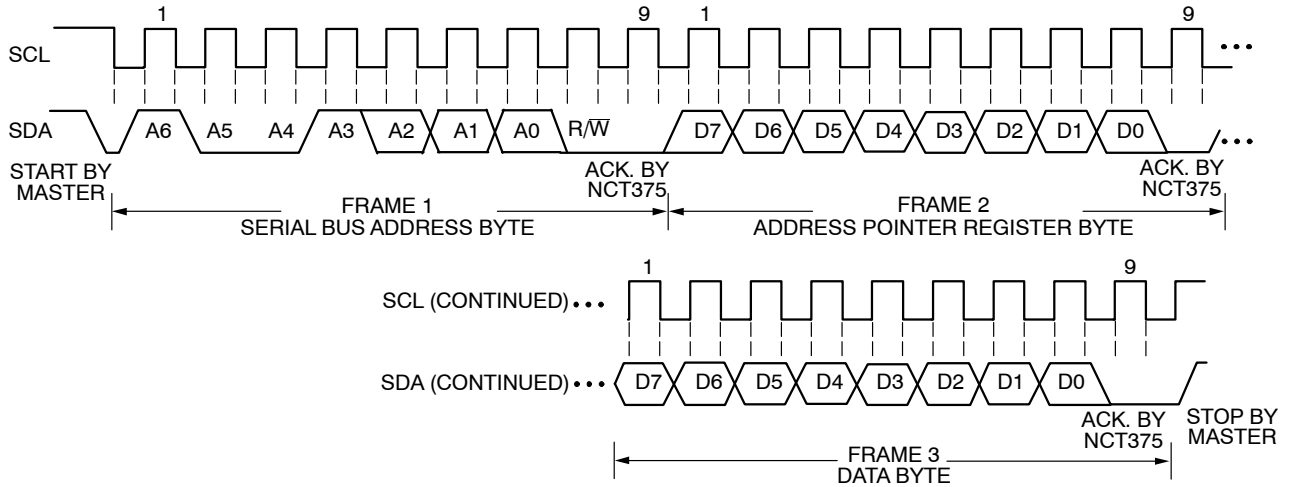 1 9 1 9
SCL
SDA A6 A5 A4 A3 A2 A1 A0 R/W̅ D7 D6 D5 D4 D3 D2 D1 D0
START BY
MASTER
ACK. BY
NCT375
ACK. BY
NCT375
FRAME 1
SERIAL BUS ADDRESS BYTE
FRAME 2
ADDRESS POINTER REGISTER BYTE
1 9
SCL (CONTINUED)
SDA (CONTINUED) D7 D6 D5 D4 D3 D2 D1 D0
ACK. BY
NCT375
STOP BY
MASTER
FRAME 3
DATA BYTE